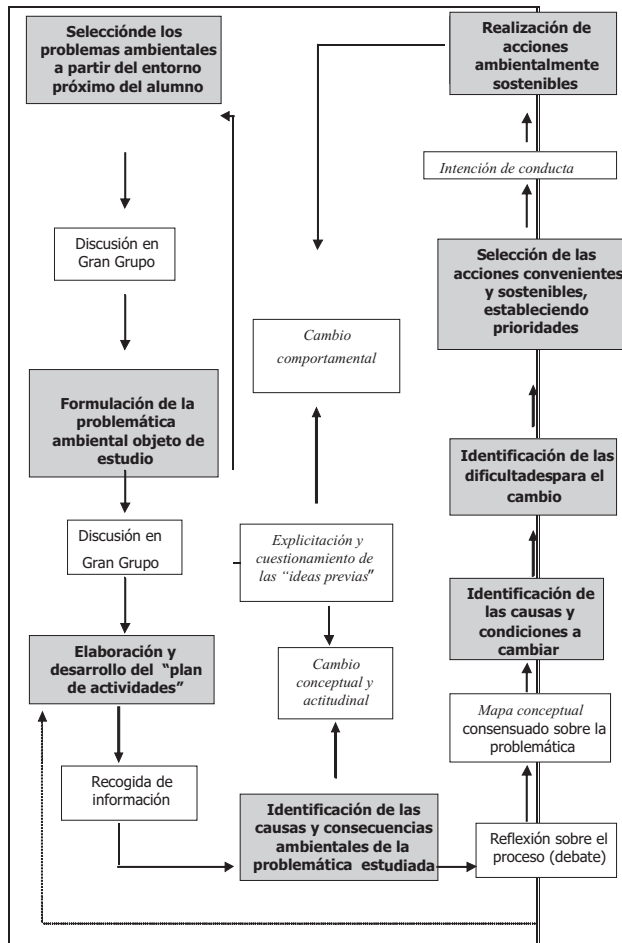 Selecciónde los
problemas ambientales
a partir del entorno
próximo del alumno
Discusión en
Gran Grupo
Formulación de la
problemática
ambiental objeto de
estudio
Discusión en
Gran Grupo
Elaboración y
desarrollo del “plan
de actividades”
Recogida de
información
Cambio
comportamental
Explicitación y
cuestionamiento de
las “ideas previas”
Cambio
conceptual y
actitudinal
Identificación de las
causas y consecuencias
ambientales de la
problemática estudiada
Realización de
acciones
ambientalmente
sostenibles
Intención de conducta
Selección de las
acciones convenientes
y sostenibles,
estableciendo
prioridades
Identificación de las
dificultadespara el
cambio
Identificación de
las causas y
condiciones a
cambiar
Mapa conceptual
consensuado sobre la
problemática
Reflexión sobre el
proceso (debate)